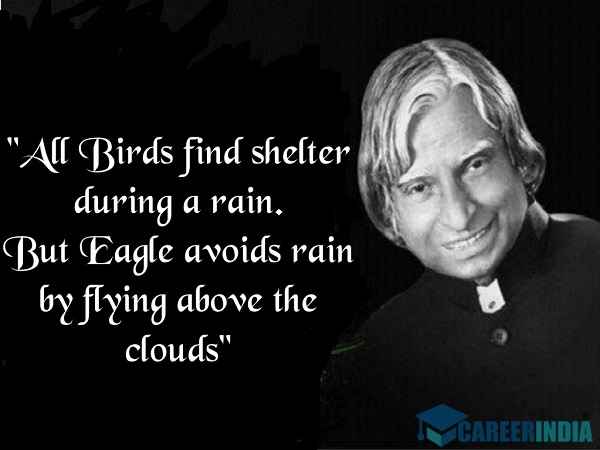 "All Birds find shelter
during a rain.
But Eagle avoids rain
by flying above the
clouds"
CAREERINDIA